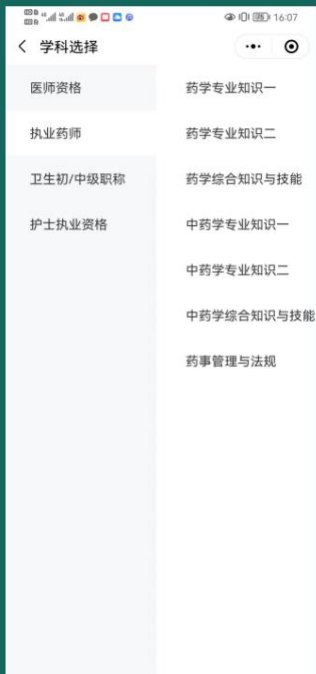 16:07
学科选择
医师资格
执业药师
卫生初/中级职称
护士执业资格
药学专业知识一
药学专业知识二
药学综合知识与技能
中药学专业知识一
中药学专业知识二
中药学综合知识与技能
药事管理与法规